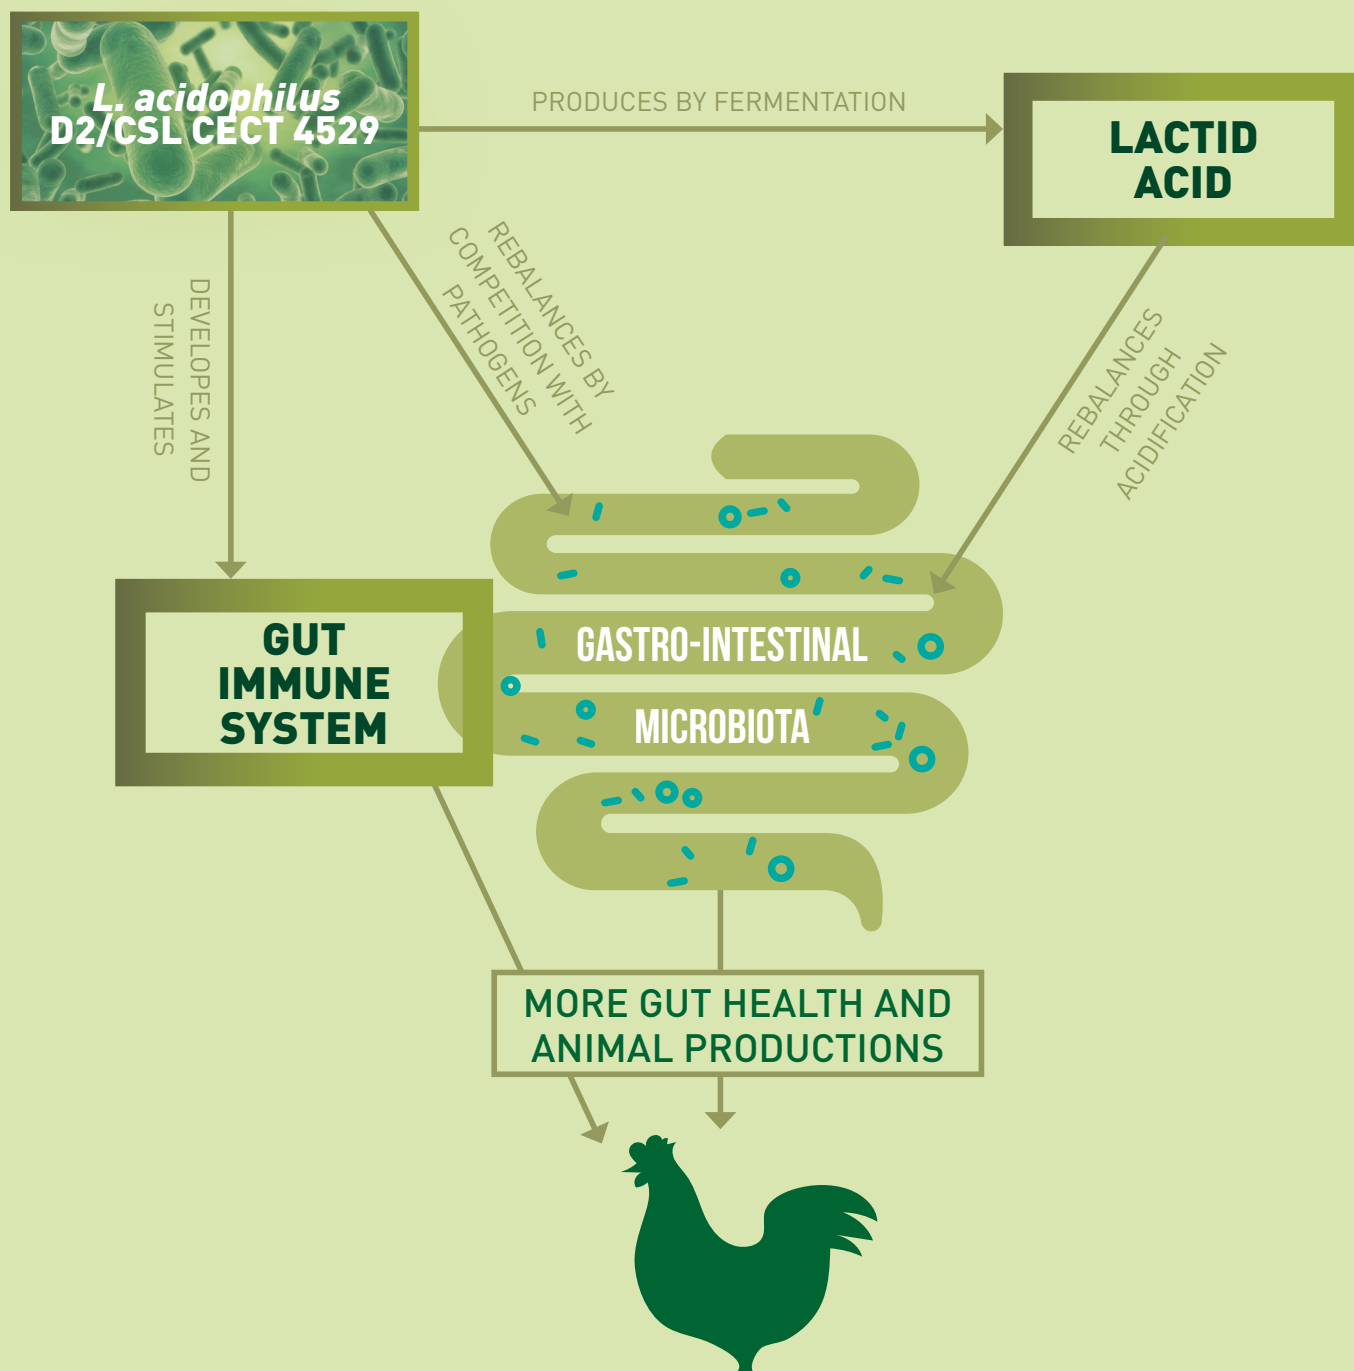 L. acidophilus
D2/CSL CECT 4529
PRODUCES BY FERMENTATION
LACTID
ACID
DEVELOPES AND
STIMULATES
REBALANCES BY
COMPETITION WITH
PATHOGENS
REBALANCES
THROUGH
ACIDIFICATION
GUT
IMMUNE
SYSTEM
GASTRO-INTESTINAL
MICROBIOTA
MORE GUT HEALTH AND
ANIMAL PRODUCTIONS